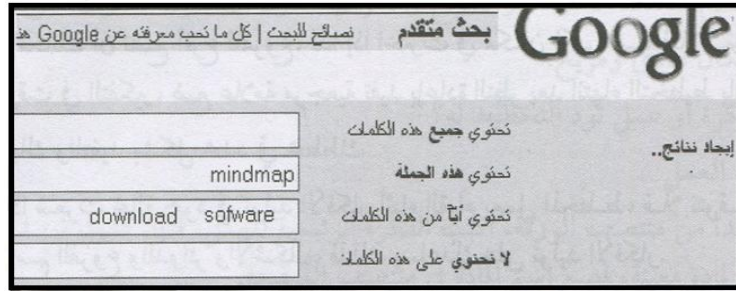 Google بحث متقدم
نصائح للبحث | كل ما تحب معرفته عن Google هذ
إيجاد نتائج..
تحتوي جميع هذه الكلمات
تحتوي هذه الجملة mindmap
تحتوي أياً من هذه الكلمات download sofware
لا تحتوي على هذه الكلمات